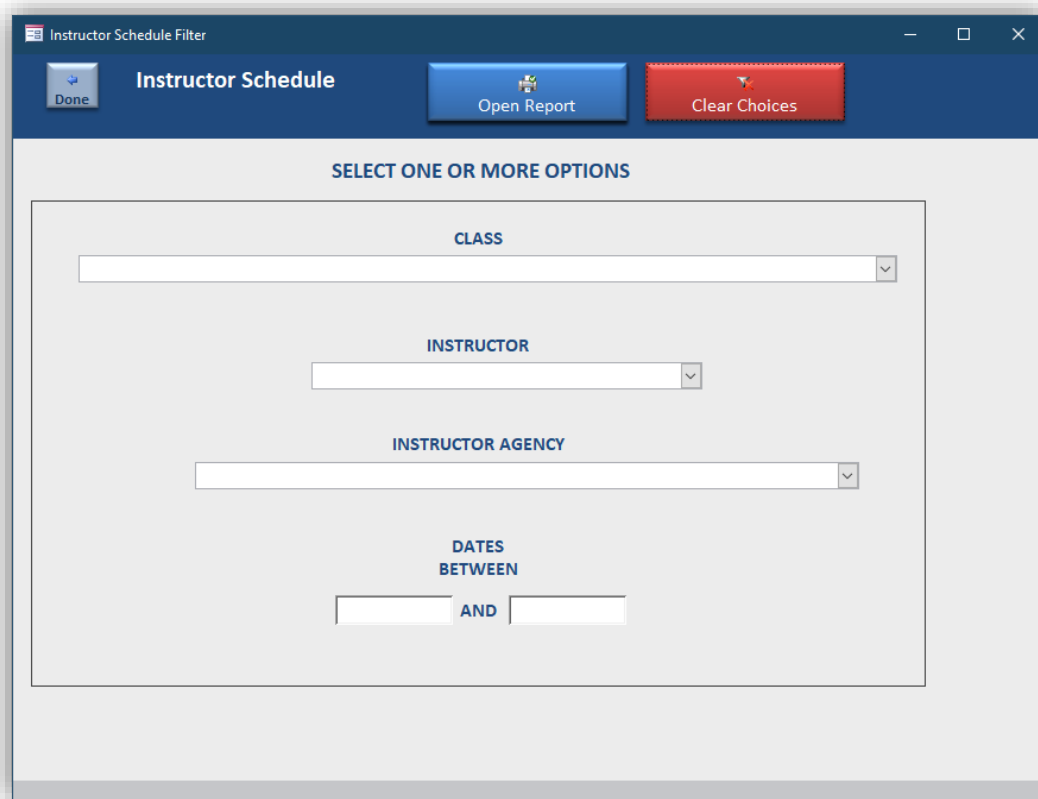 Instructor Schedule Filter
Done
Instructor Schedule
Open Report
Clear Choices
SELECT ONE OR MORE OPTIONS
CLASS
INSTRUCTOR
INSTRUCTOR AGENCY
DATES
BETWEEN
AND